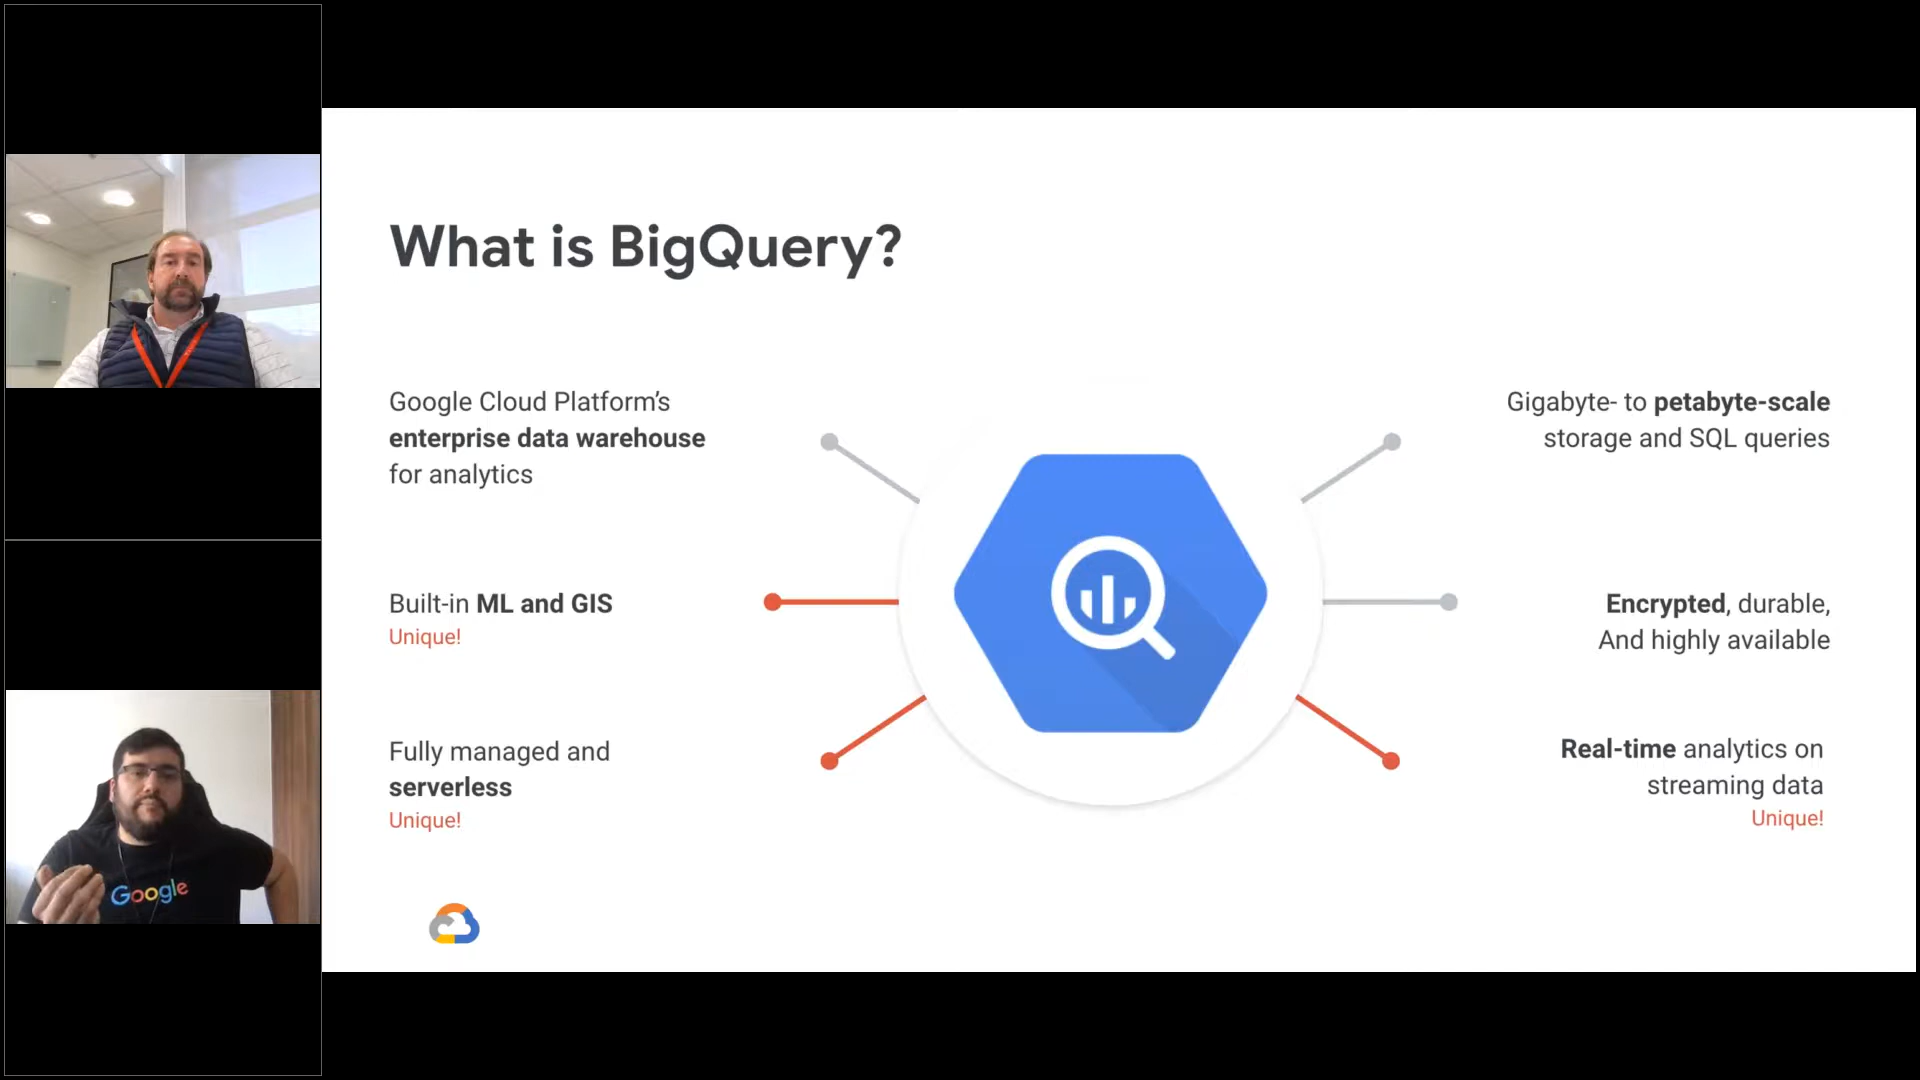 What is BigQuery?
Google Cloud Platform’s
enterprise data warehouse
for analytics
Built-in ML and GIS
Unique!
Fully managed and
serverless
Unique!
Gigabyte- to petabyte-scale
storage and SQL queries
Encrypted, durable,
And highly available
Real-time analytics on
streaming data
Unique!
Google